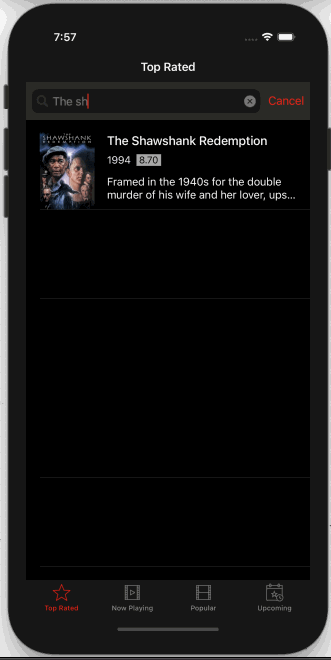 7:57
Top Rated
The sh
Cancel
THE
SHAWSHANK
REDEMPTION
The Shawshank Redemption
1994 8.70
Framed in the 1940s for the double
murder of his wife and her lover, ups...
Top Rated
Now Playing
Popular
Upcoming